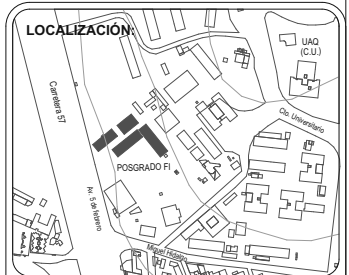 LOCALIZACIÓN:
UAQ
(C.U.)
Carretera 57
Cto. Universitario
POSGRADO FI
Av. 5 de febrero
Miguel Hidalgo